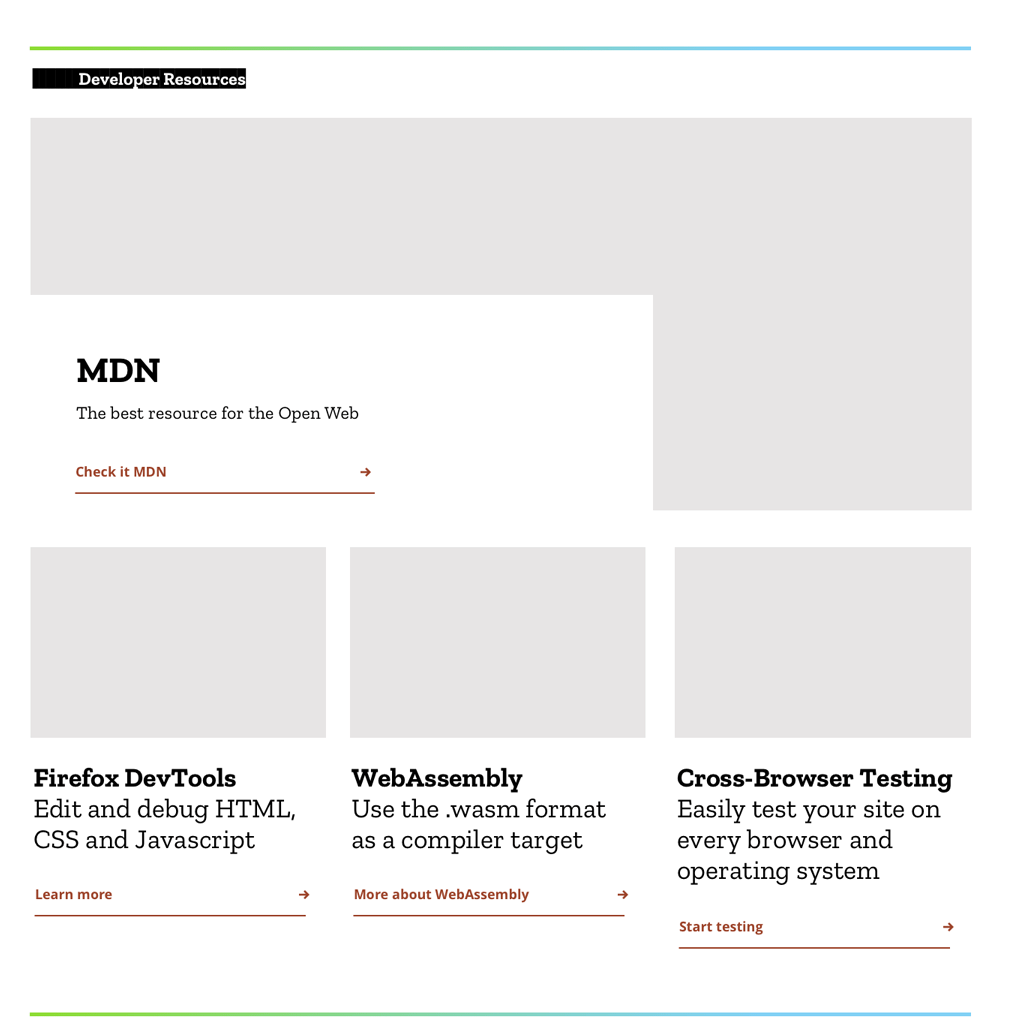 Developer Resources
MDN
The best resource for the Open Web
Check it MDN →
Firefox DevTools
Edit and debug HTML,
CSS and Javascript
Learn more →
WebAssembly
Use the .wasm format
as a compiler target
More about WebAssembly →
Cross-Browser Testing
Easily test your site on
every browser and
operating system
Start testing →